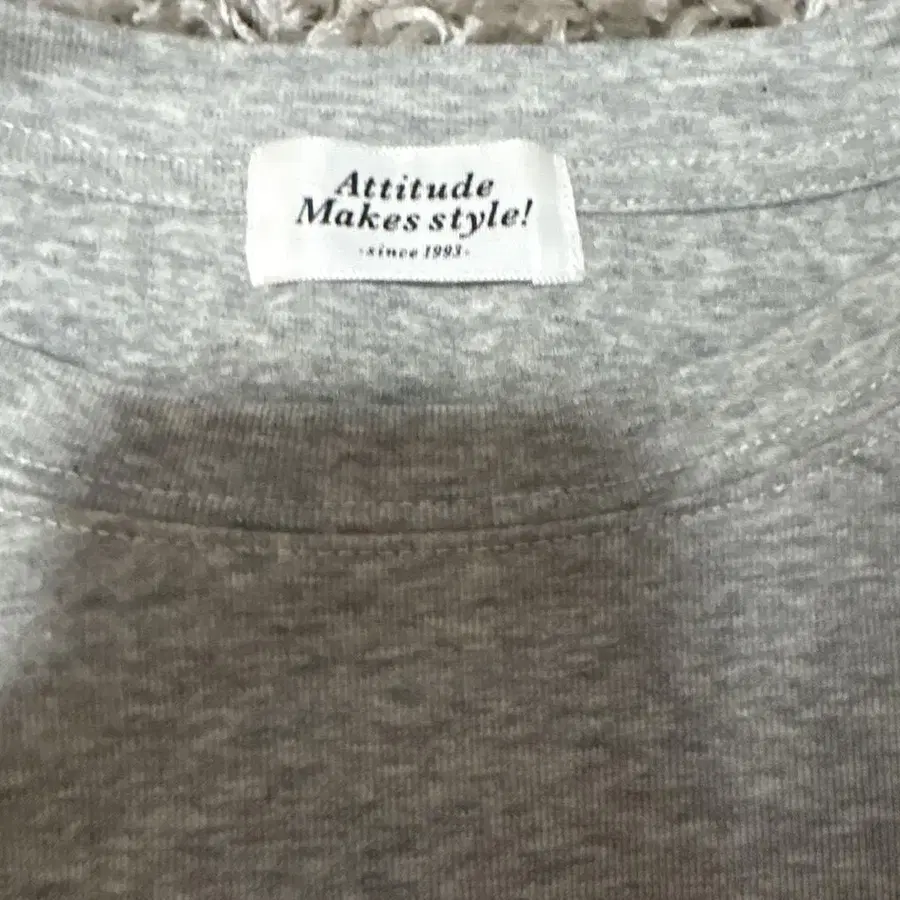 Attitude
Makes style!
-since 1993-